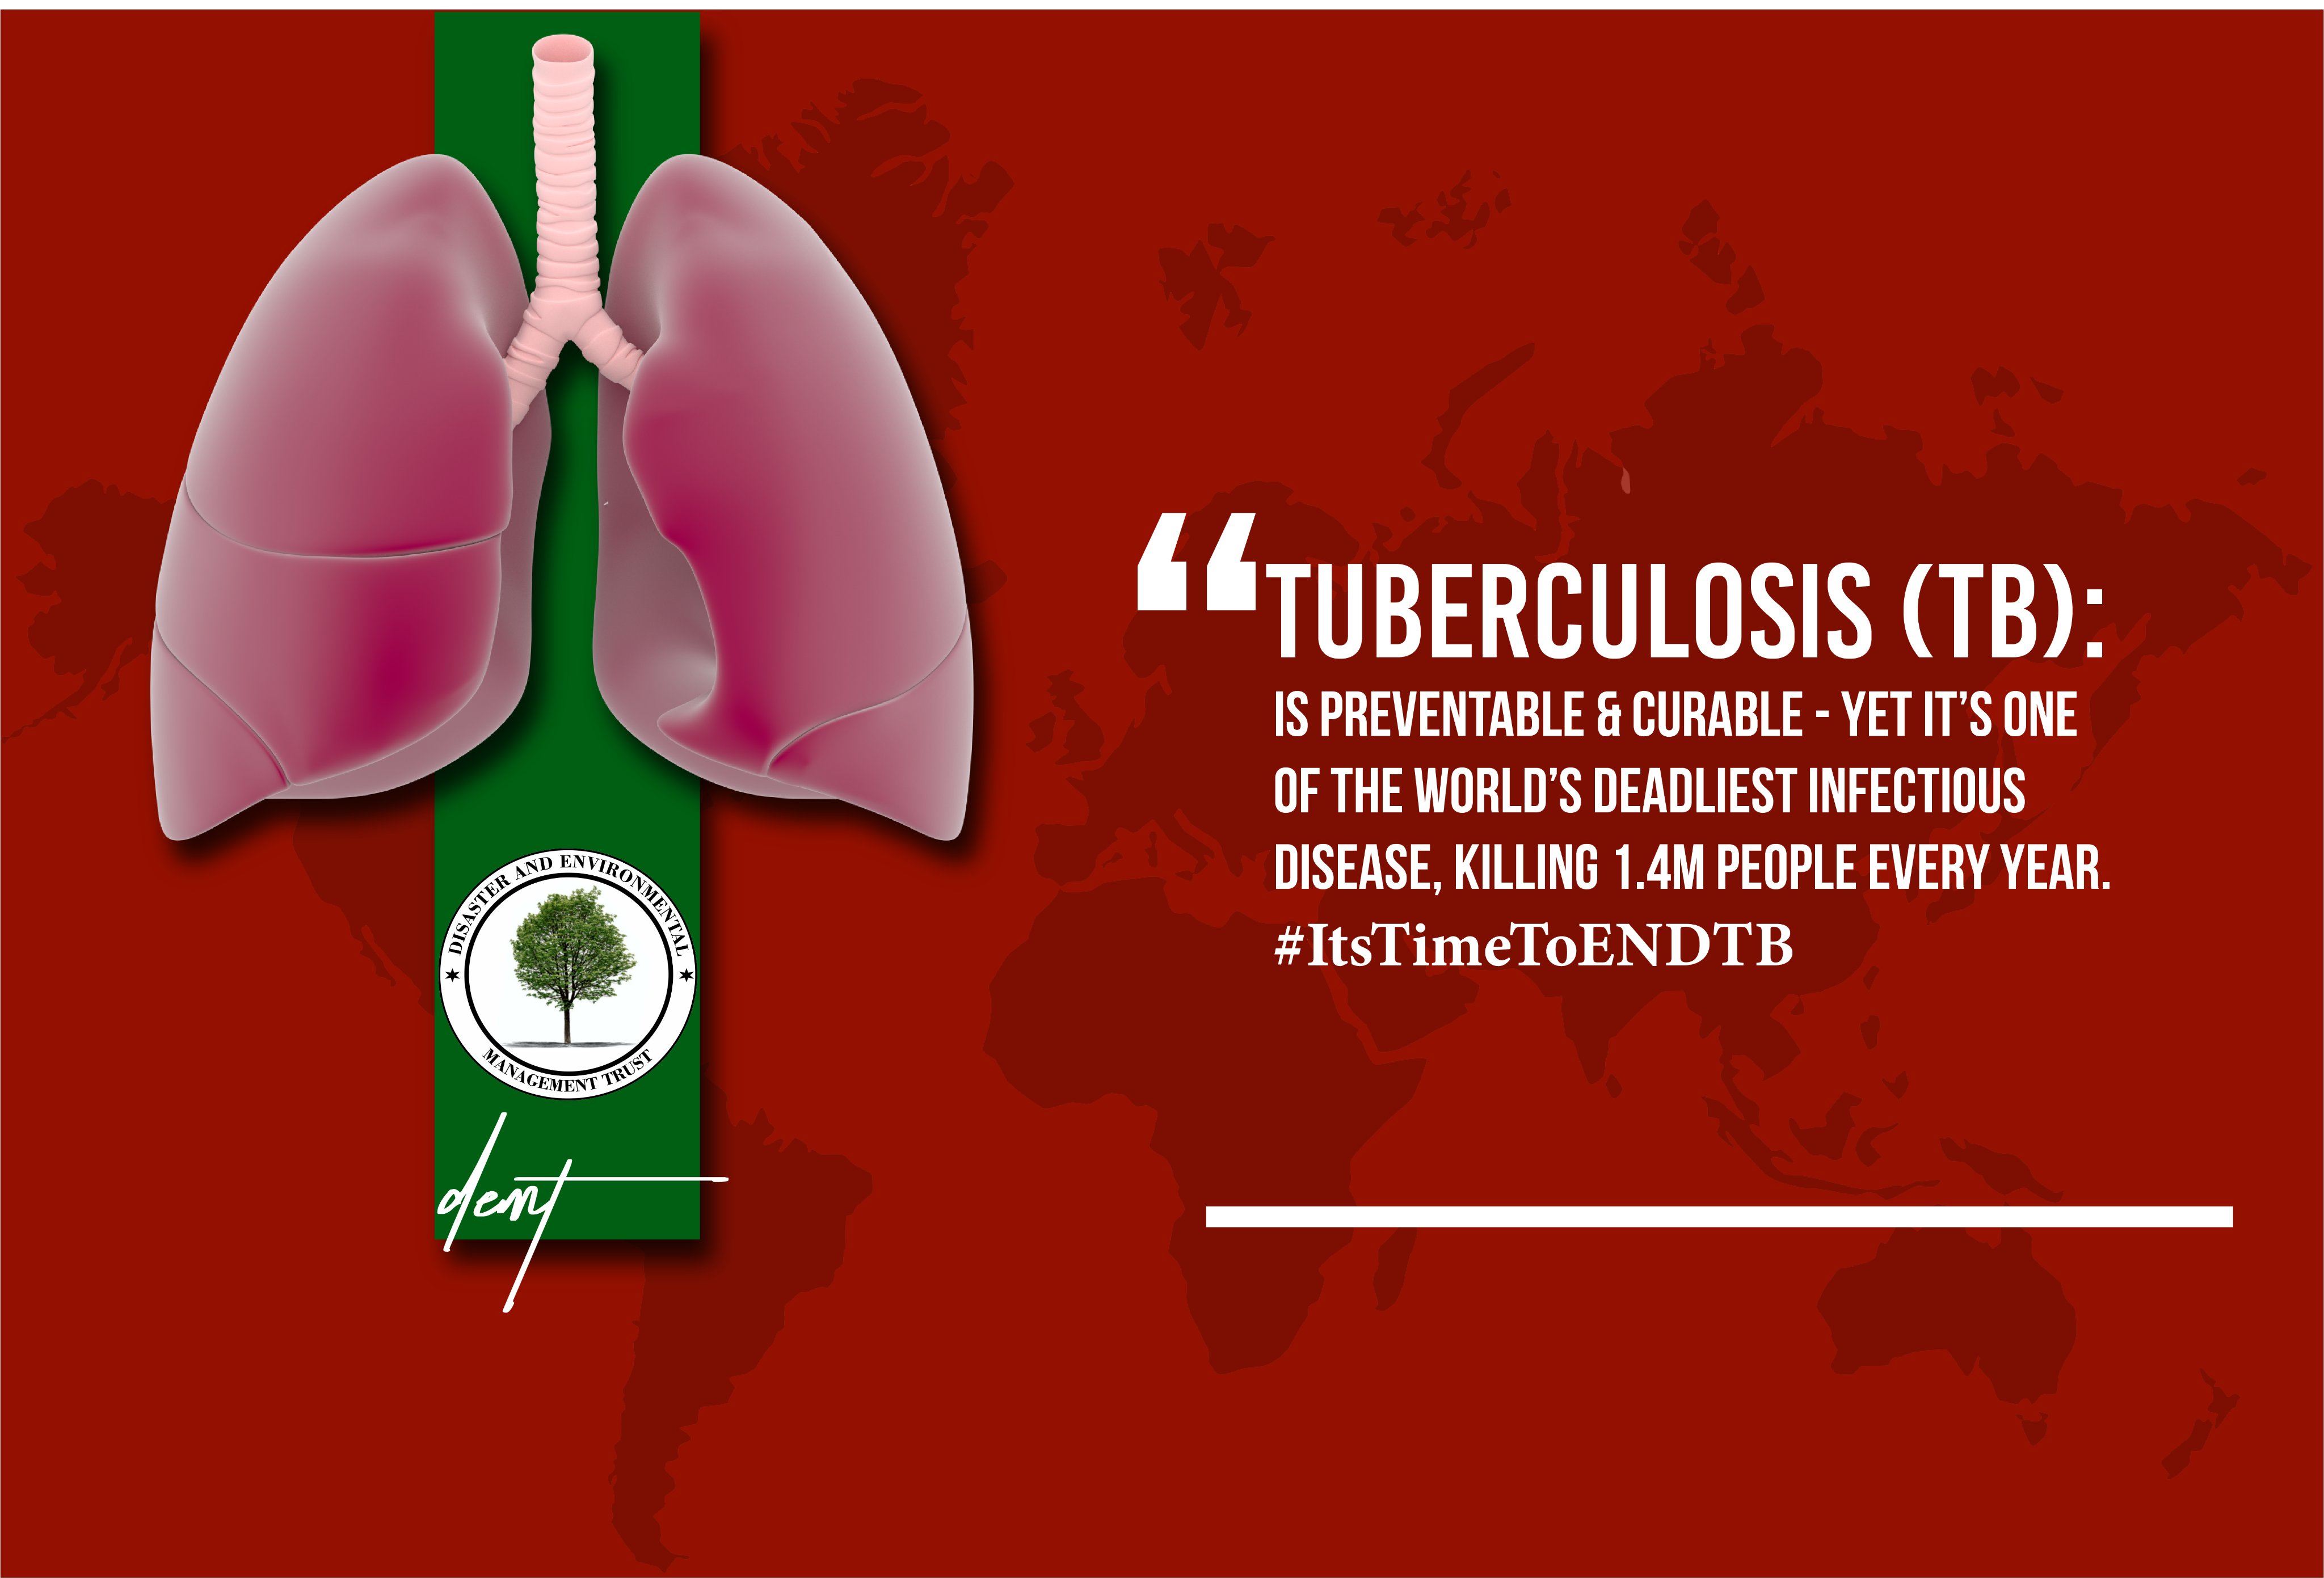 “TUBERCULOSIS (TB):
IS PREVENTABLE & CURABLE - YET IT’S ONE
OF THE WORLD’S DEADLIEST INFECTIOUS
DISEASE, KILLING 1.4M PEOPLE EVERY YEAR.
#ItsTimeToENDTB
DISASTER AND ENVIRONMENTAL
MANAGEMENT TRUST
demt